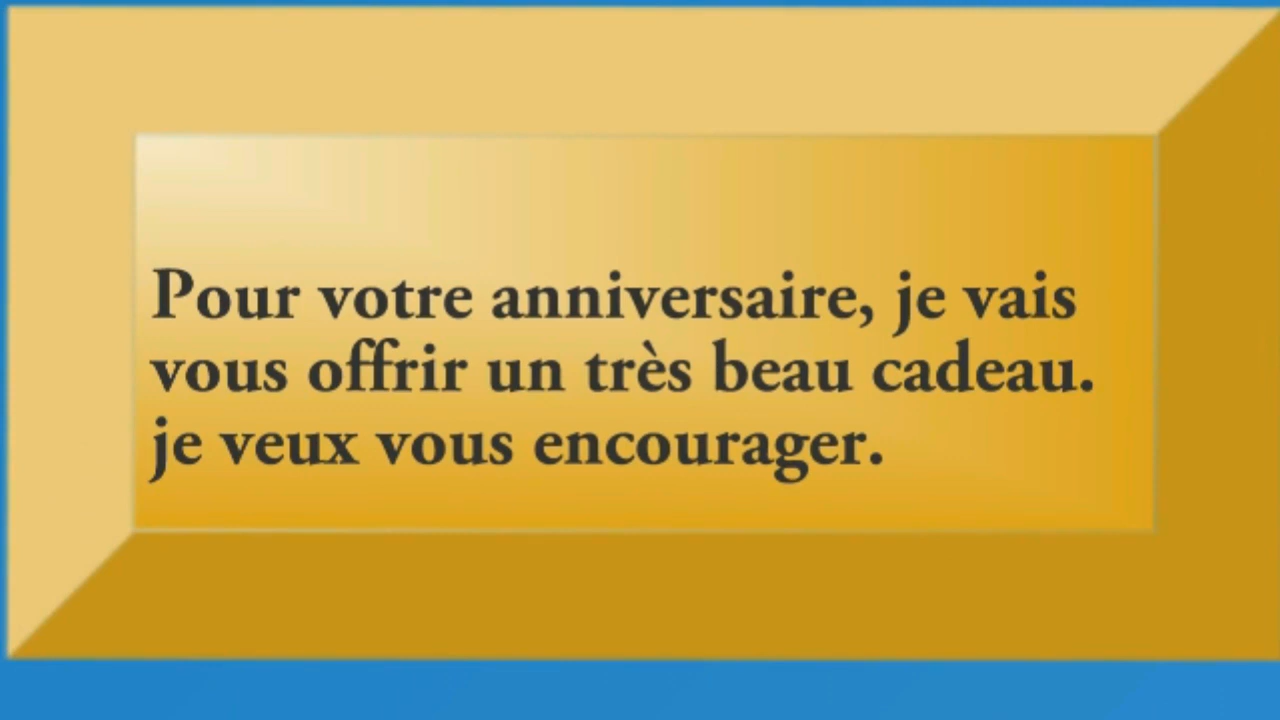 Pour votre anniversaire, je vais
vous offrir un très beau cadeau.
je veux vous encourager.